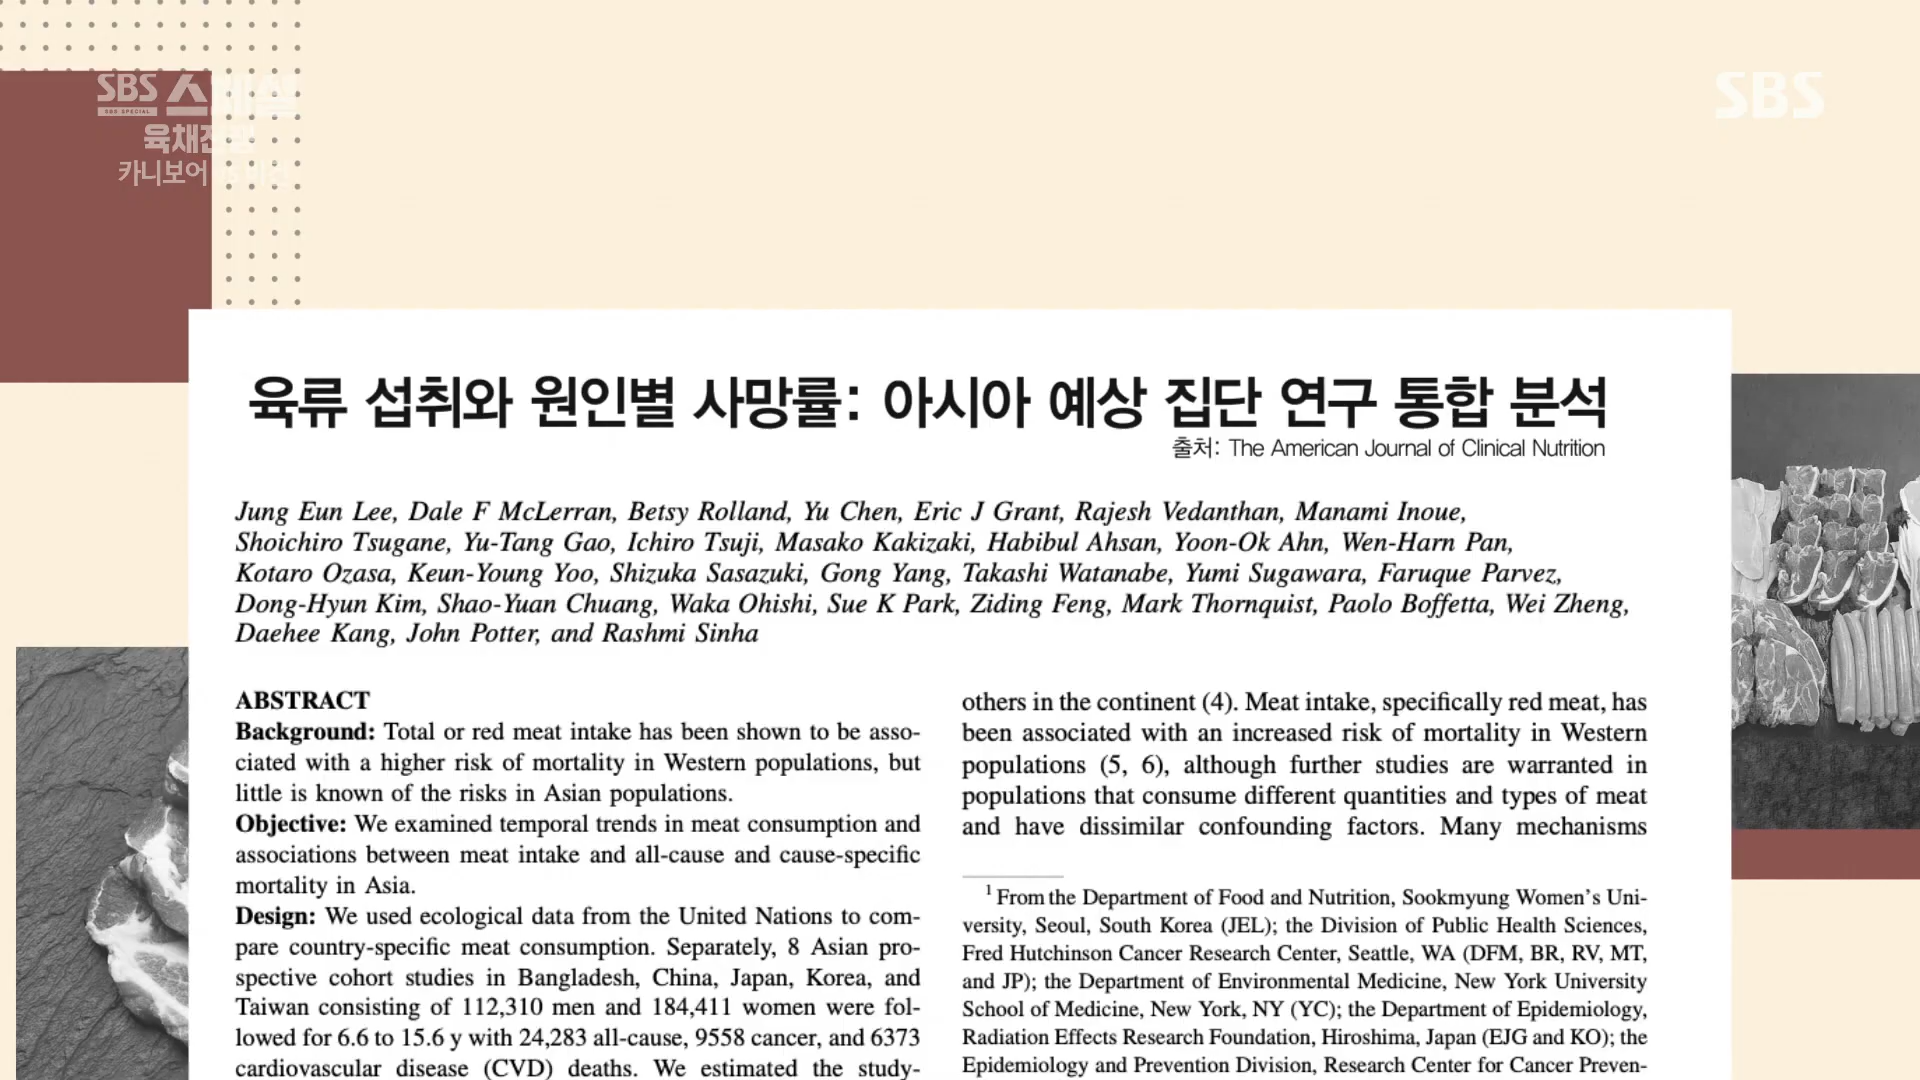 SBS 스페셜
SBS SPECIAL
육채전쟁
카니보어 vs 비건
SBS
육류 섭취와 원인별 사망률: 아시아 예상 집단 연구 통합 분석
출처: The American Journal of Clinical Nutrition
Jung Eun Lee, Dale F McLerran, Betsy Rolland, Yu Chen, Eric J Grant, Rajesh Vedanthan, Manami Inoue,
Shoichiro Tsugane, Yu-Tang Gao, Ichiro Tsuji, Masako Kakizaki, Habibul Ahsan, Yoon-Ok Ahn, Wen-Harn Pan,
Kotaro Ozasa, Keun-Young Yoo, Shizuka Sasazuki, Gong Yang, Takashi Watanabe, Yumi Sugawara, Faruque Parvez,
Dong-Hyun Kim, Shao-Yuan Chuang, Waka Ohishi, Sue K Park, Ziding Feng, Mark Thornquist, Paolo Boffetta, Wei Zheng,
Daehee Kang, John Potter, and Rashmi Sinha
ABSTRACT
Background: Total or red meat intake has been shown to be asso-
ciated with a higher risk of mortality in Western populations, but
little is known of the risks in Asian populations.
Objective: We examined temporal trends in meat consumption and
associations between meat intake and all-cause and cause-specific
mortality in Asia.
Design: We used ecological data from the United Nations to com-
pare country-specific meat consumption. Separately, 8 Asian pro-
spective cohort studies in Bangladesh, China, Japan, Korea, and
Taiwan consisting of 112,310 men and 184,411 women were fol-
lowed for 6.6 to 15.6 y with 24,283 all-cause, 9558 cancer, and 6373
cardiovascular disease (CVD) deaths. We estimated the study-
others in the continent (4). Meat intake, specifically red meat, has
been associated with an increased risk of mortality in Western
populations (5, 6), although further studies are warranted in
populations that consume different quantities and types of meat
and have dissimilar confounding factors. Many mechanisms
1 From the Department of Food and Nutrition, Sookmyung Women's Uni-
versity, Seoul, South Korea (JEL); the Division of Public Health Sciences,
Fred Hutchinson Cancer Research Center, Seattle, WA (DFM, BR, RV, MT,
and JP); the Department of Environmental Medicine, New York University
School of Medicine, New York, NY (YC); the Department of Epidemiology,
Radiation Effects Research Foundation, Hiroshima, Japan (EJG and KO); the
Epidemiology and Prevention Division, Research Center for Cancer Preven-